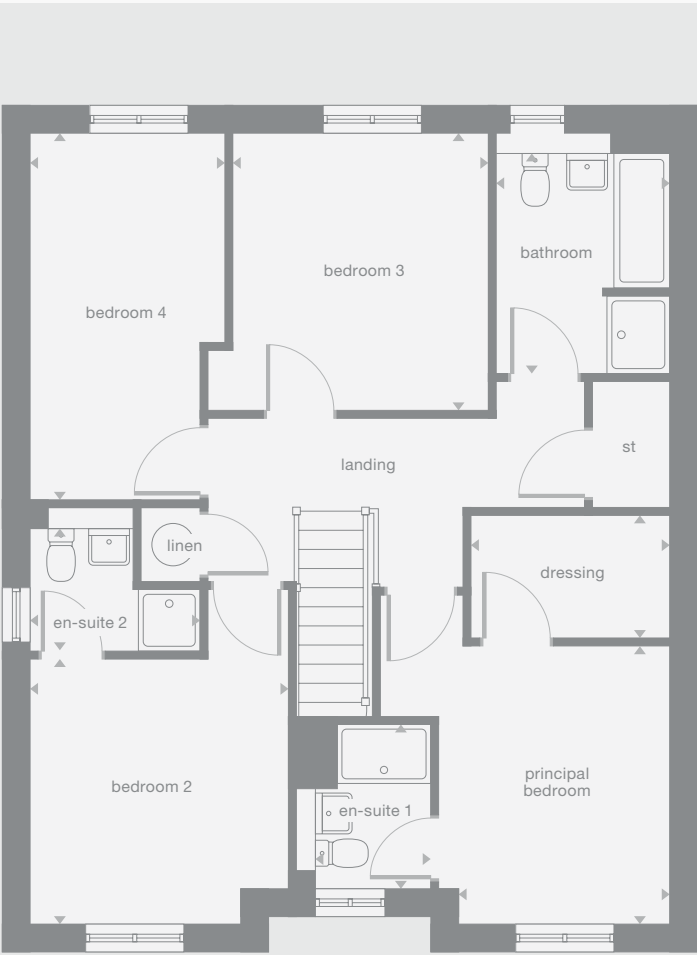 bedroom 3
bathroom
bedroom 4
landing
st
linen
dressing
en-suite 2
principal
bedroom
bedroom 2
en-suite 1